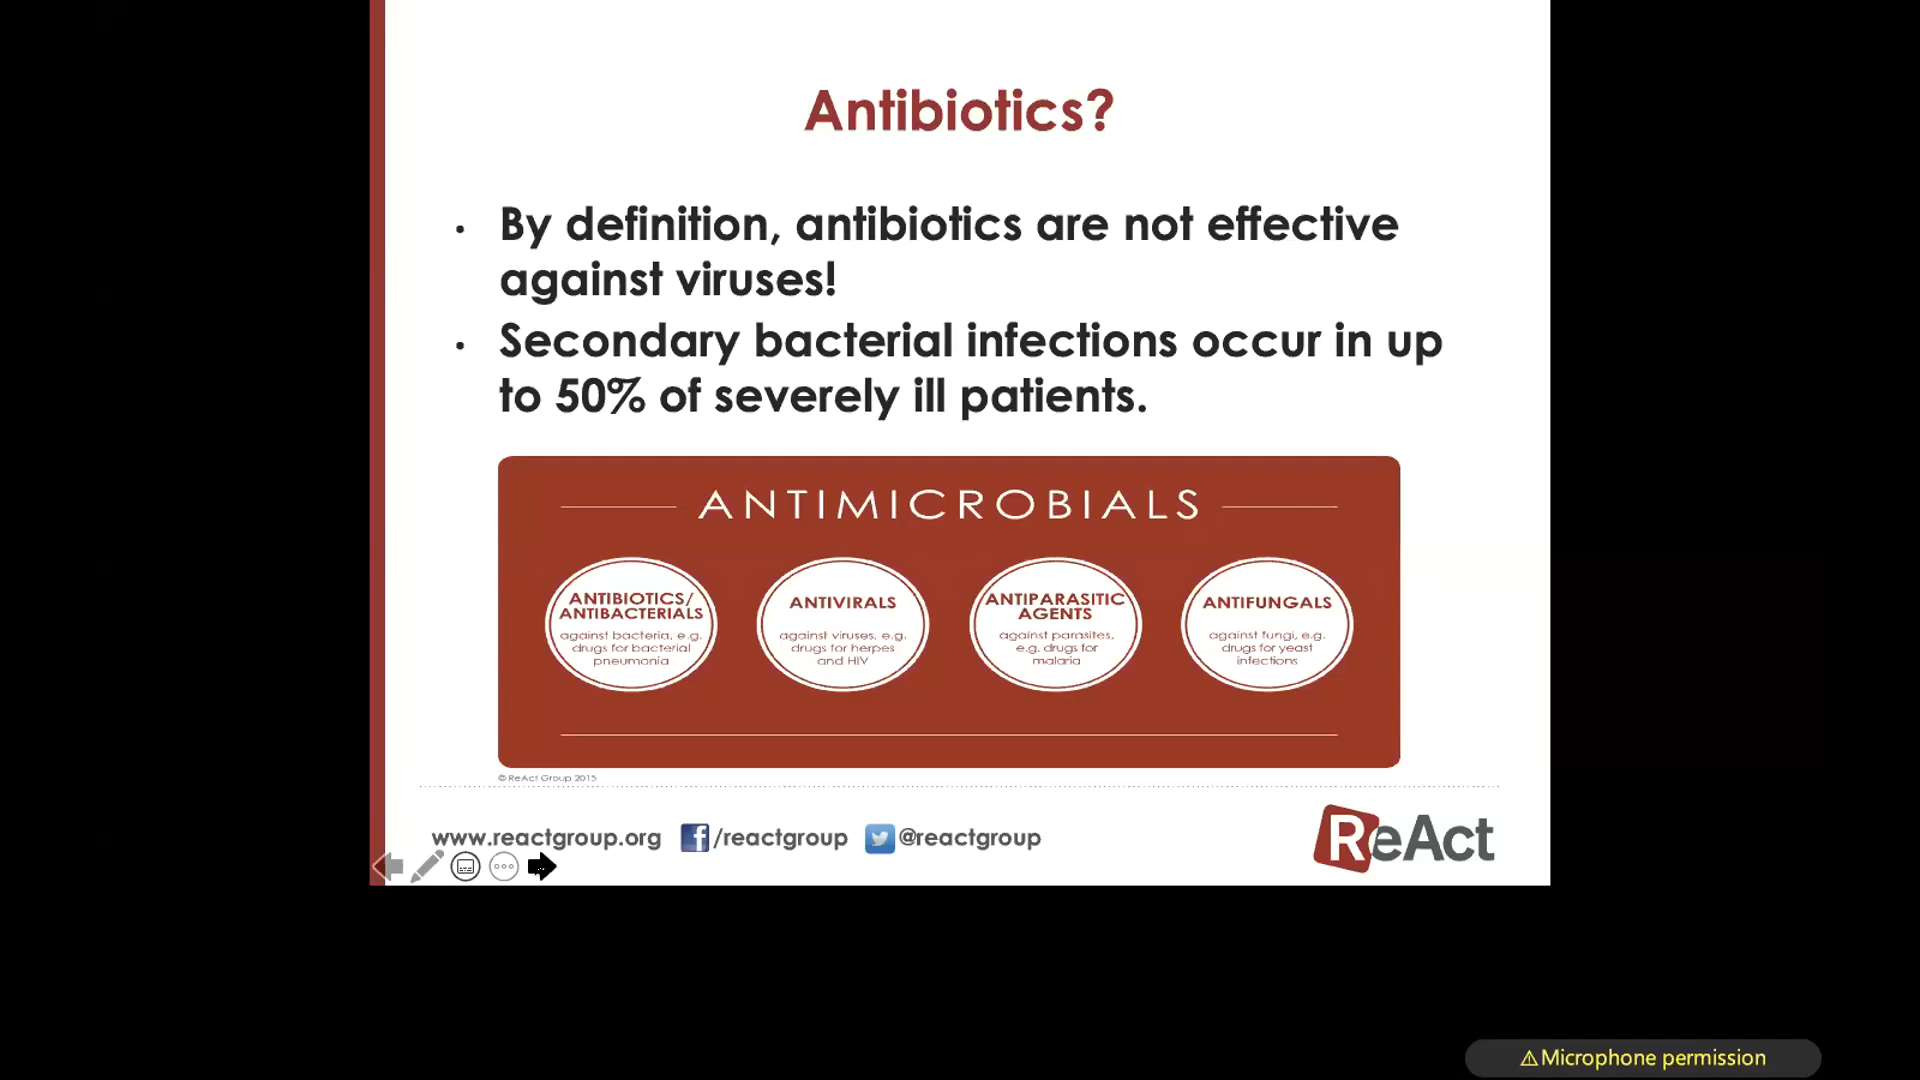 Antibiotics?
• By definition, antibiotics are not effective
against viruses!
• Secondary bacterial infections occur in up
to 50% of severely ill patients.
ANTIMICROBIALS
ANTIBIOTICS/
ANTIBACTERIALS
against bacteria, e.g.
drugs for bacterial
pneumonia
ANTIVIRALS
against viruses, e.g.
drugs for herpes
and HIV
ANTIPARASITIC
AGENTS
against parasites,
e.g. drugs for
malaria
ANTIFUNGALS
against fungi, e.g.
drugs for yeast
infections
© ReAct Group 2015
www.reactgroup.org f /reactgroup @reactgroup
ReAct
⚠Microphone permission